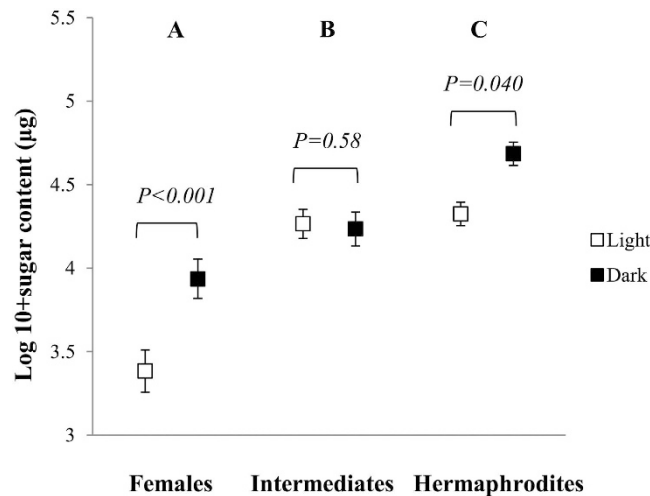 A B C
5.5
5
4.5
4
3.5
3
Log 10+sugar content (µg)
P<0.001
P=0.58
P=0.040
Light
Dark
Females Intermediates Hermaphrodites